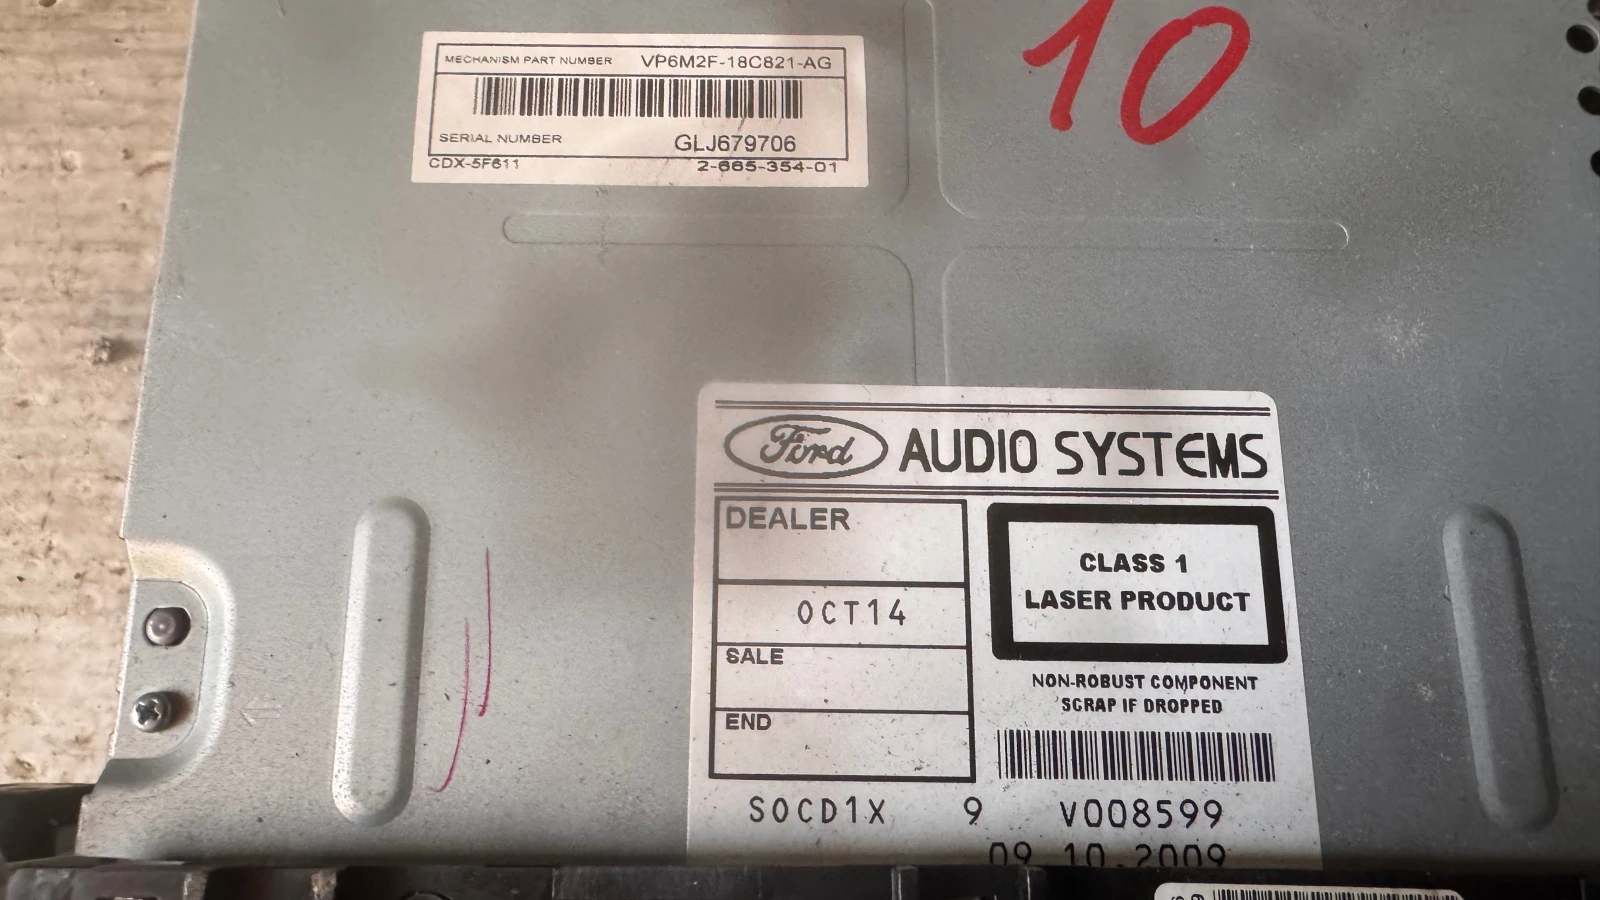 10
MECHANISM PART NUMBER VP6M2F-18C821-AG
SERIAL NUMBER GLJ679706
CDX-5F611 2-665-354-01
Ford AUDIO SYSTEMS
DEALER
OCT14
SALE
END
CLASS 1
LASER PRODUCT
NON-ROBUST COMPONENT
SCRAP IF DROPPED
SOCD1X 9 V008599
09.10.2009